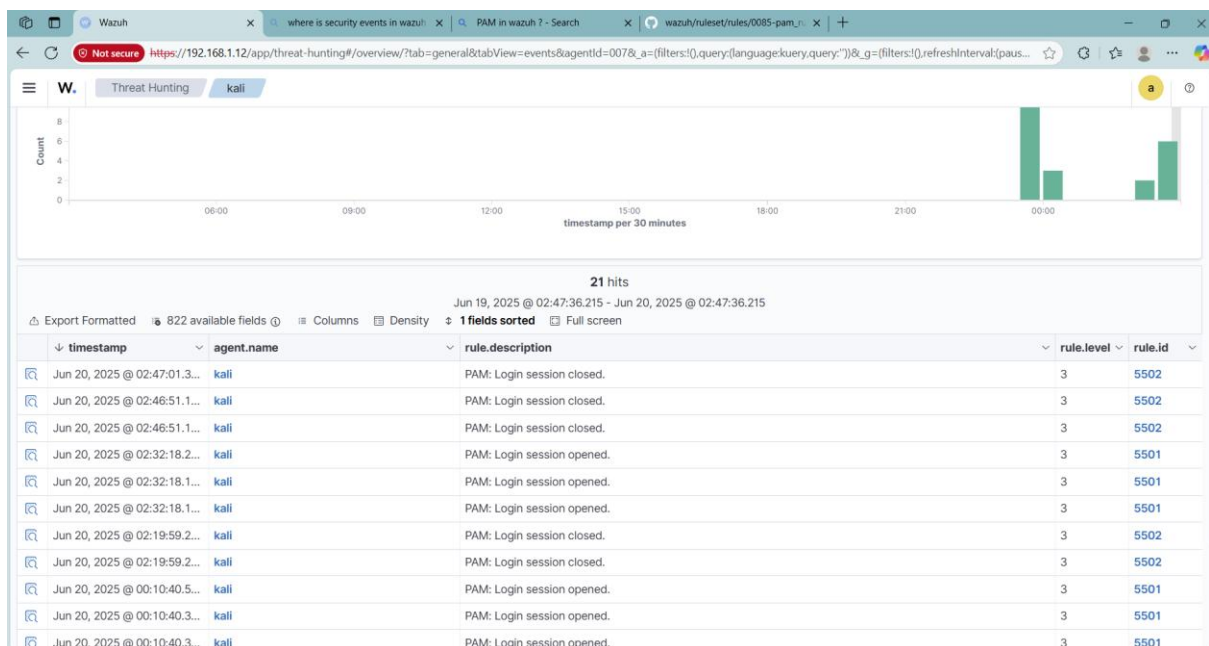 Wazuh where is security events in wazuh PAM in wazuh ? - Search wazuh/ruleset/rules/0085-pam_r
Not secure https://192.168.1.12/app/threat-hunting#/overview/?tab=general&tabView=events&agentId=007&_a=(filters:!(),query:(language:kuery,query:''))&_g=(filters:!(),refreshInterval:(paus...
W. Threat Hunting kali a
Count
8
6
4
2
0
06:00 09:00 12:00 15:00 18:00 21:00 00:00
timestamp per 30 minutes
21 hits
Jun 19, 2025 @ 02:47:36.215 - Jun 20, 2025 @ 02:47:36.215
Export Formatted 822 available fields Columns Density 1 fields sorted Full screen
timestamp agent.name rule.description rule.level rule.id
Jun 20, 2025 @ 02:47:01.3... kali PAM: Login session closed. 3 5502
Jun 20, 2025 @ 02:46:51.1... kali PAM: Login session closed. 3 5502
Jun 20, 2025 @ 02:46:51.1... kali PAM: Login session closed. 3 5502
Jun 20, 2025 @ 02:32:18.2... kali PAM: Login session opened. 3 5501
Jun 20, 2025 @ 02:32:18.1... kali PAM: Login session opened. 3 5501
Jun 20, 2025 @ 02:32:18.1... kali PAM: Login session opened. 3 5501
Jun 20, 2025 @ 02:19:59.2... kali PAM: Login session closed. 3 5502
Jun 20, 2025 @ 02:19:59.2... kali PAM: Login session closed. 3 5502
Jun 20, 2025 @ 00:10:40.5... kali PAM: Login session opened. 3 5501
Jun 20, 2025 @ 00:10:40.3... kali PAM: Login session opened. 3 5501
Jun 20, 2025 @ 00:10:40.3... kali PAM: Login session opened. 3 5501